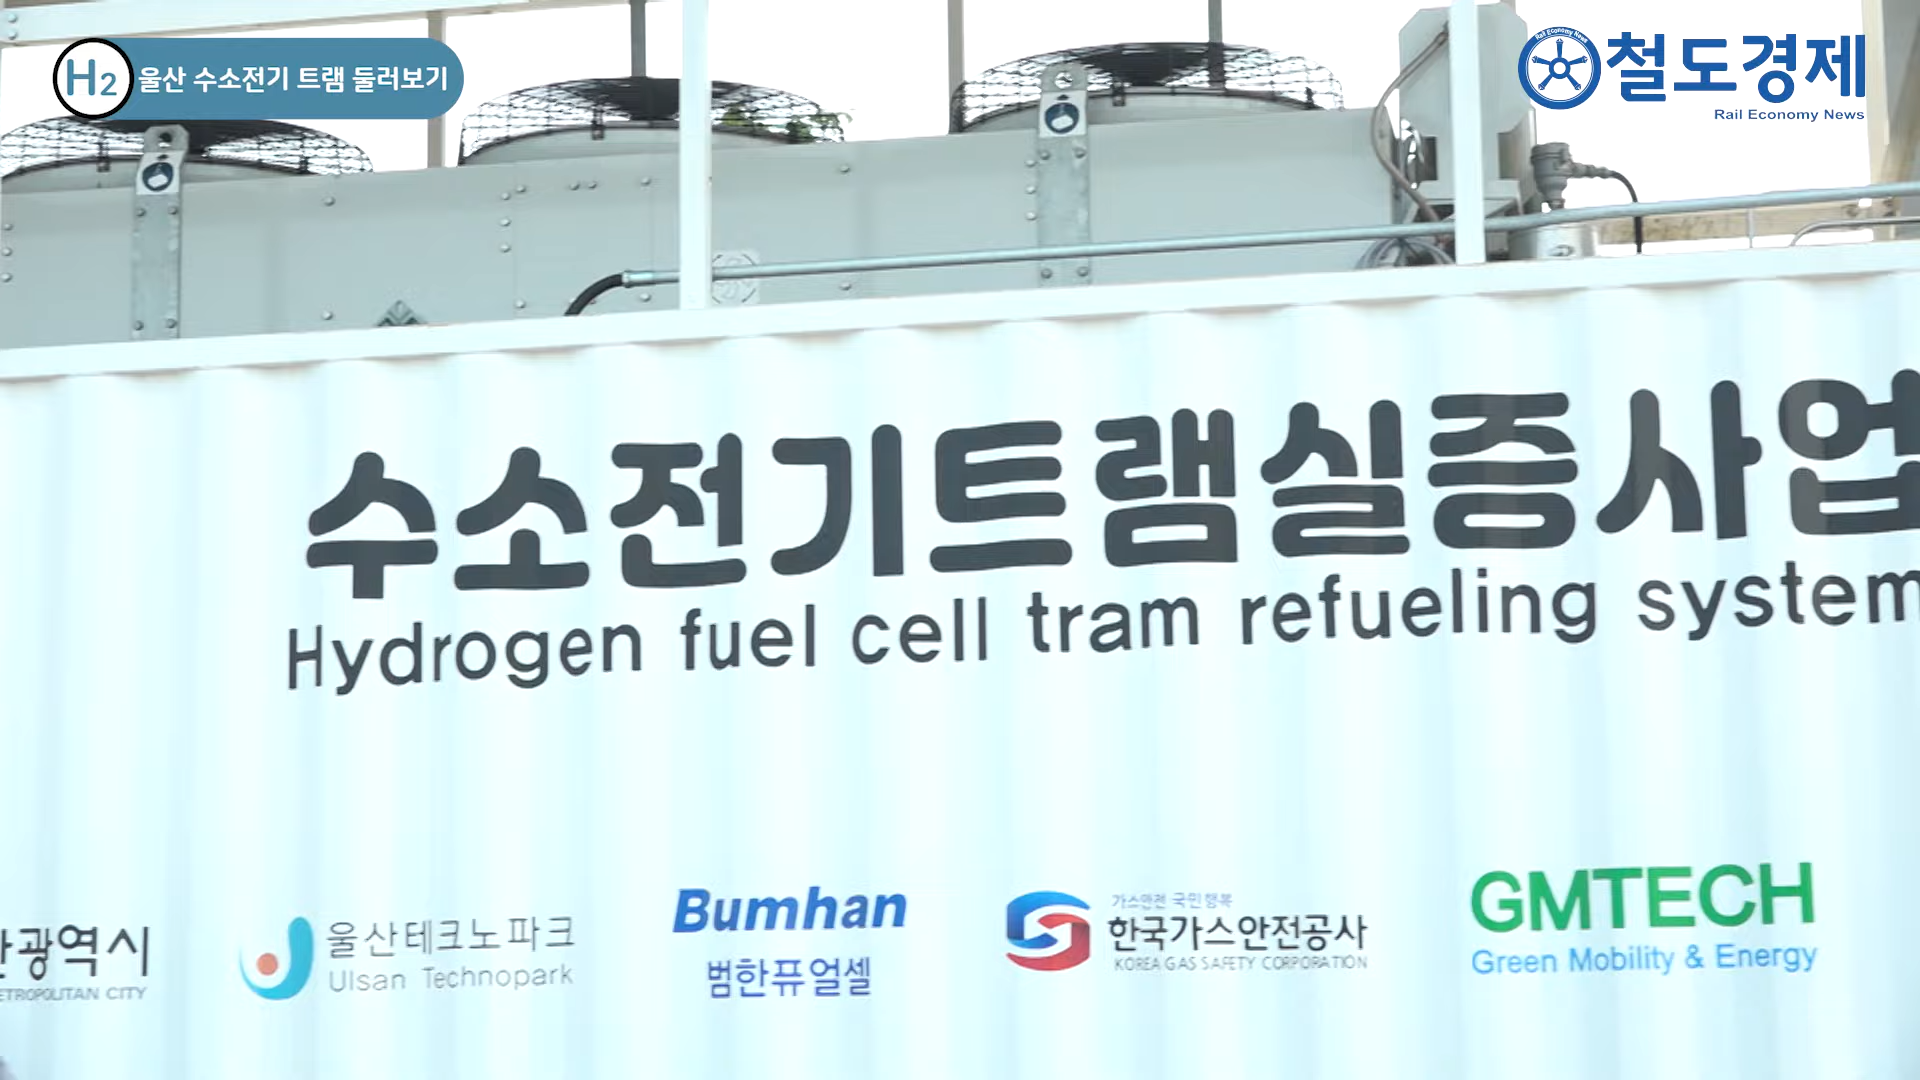 H2 울산 수소전기 트램 둘러보기
철도경제
Rail Economy News
수소전기트램실증사업
Hydrogen fuel cell tram refueling system
광역시
METROPOLITAN CITY
울산테크노파크
Ulsan Technopark
Bumhan
범한퓨얼셀
가스안전 국민행복
한국가스안전공사
KOREA GAS SAFETY CORPORATION
GMTECH
Green Mobility & Energy